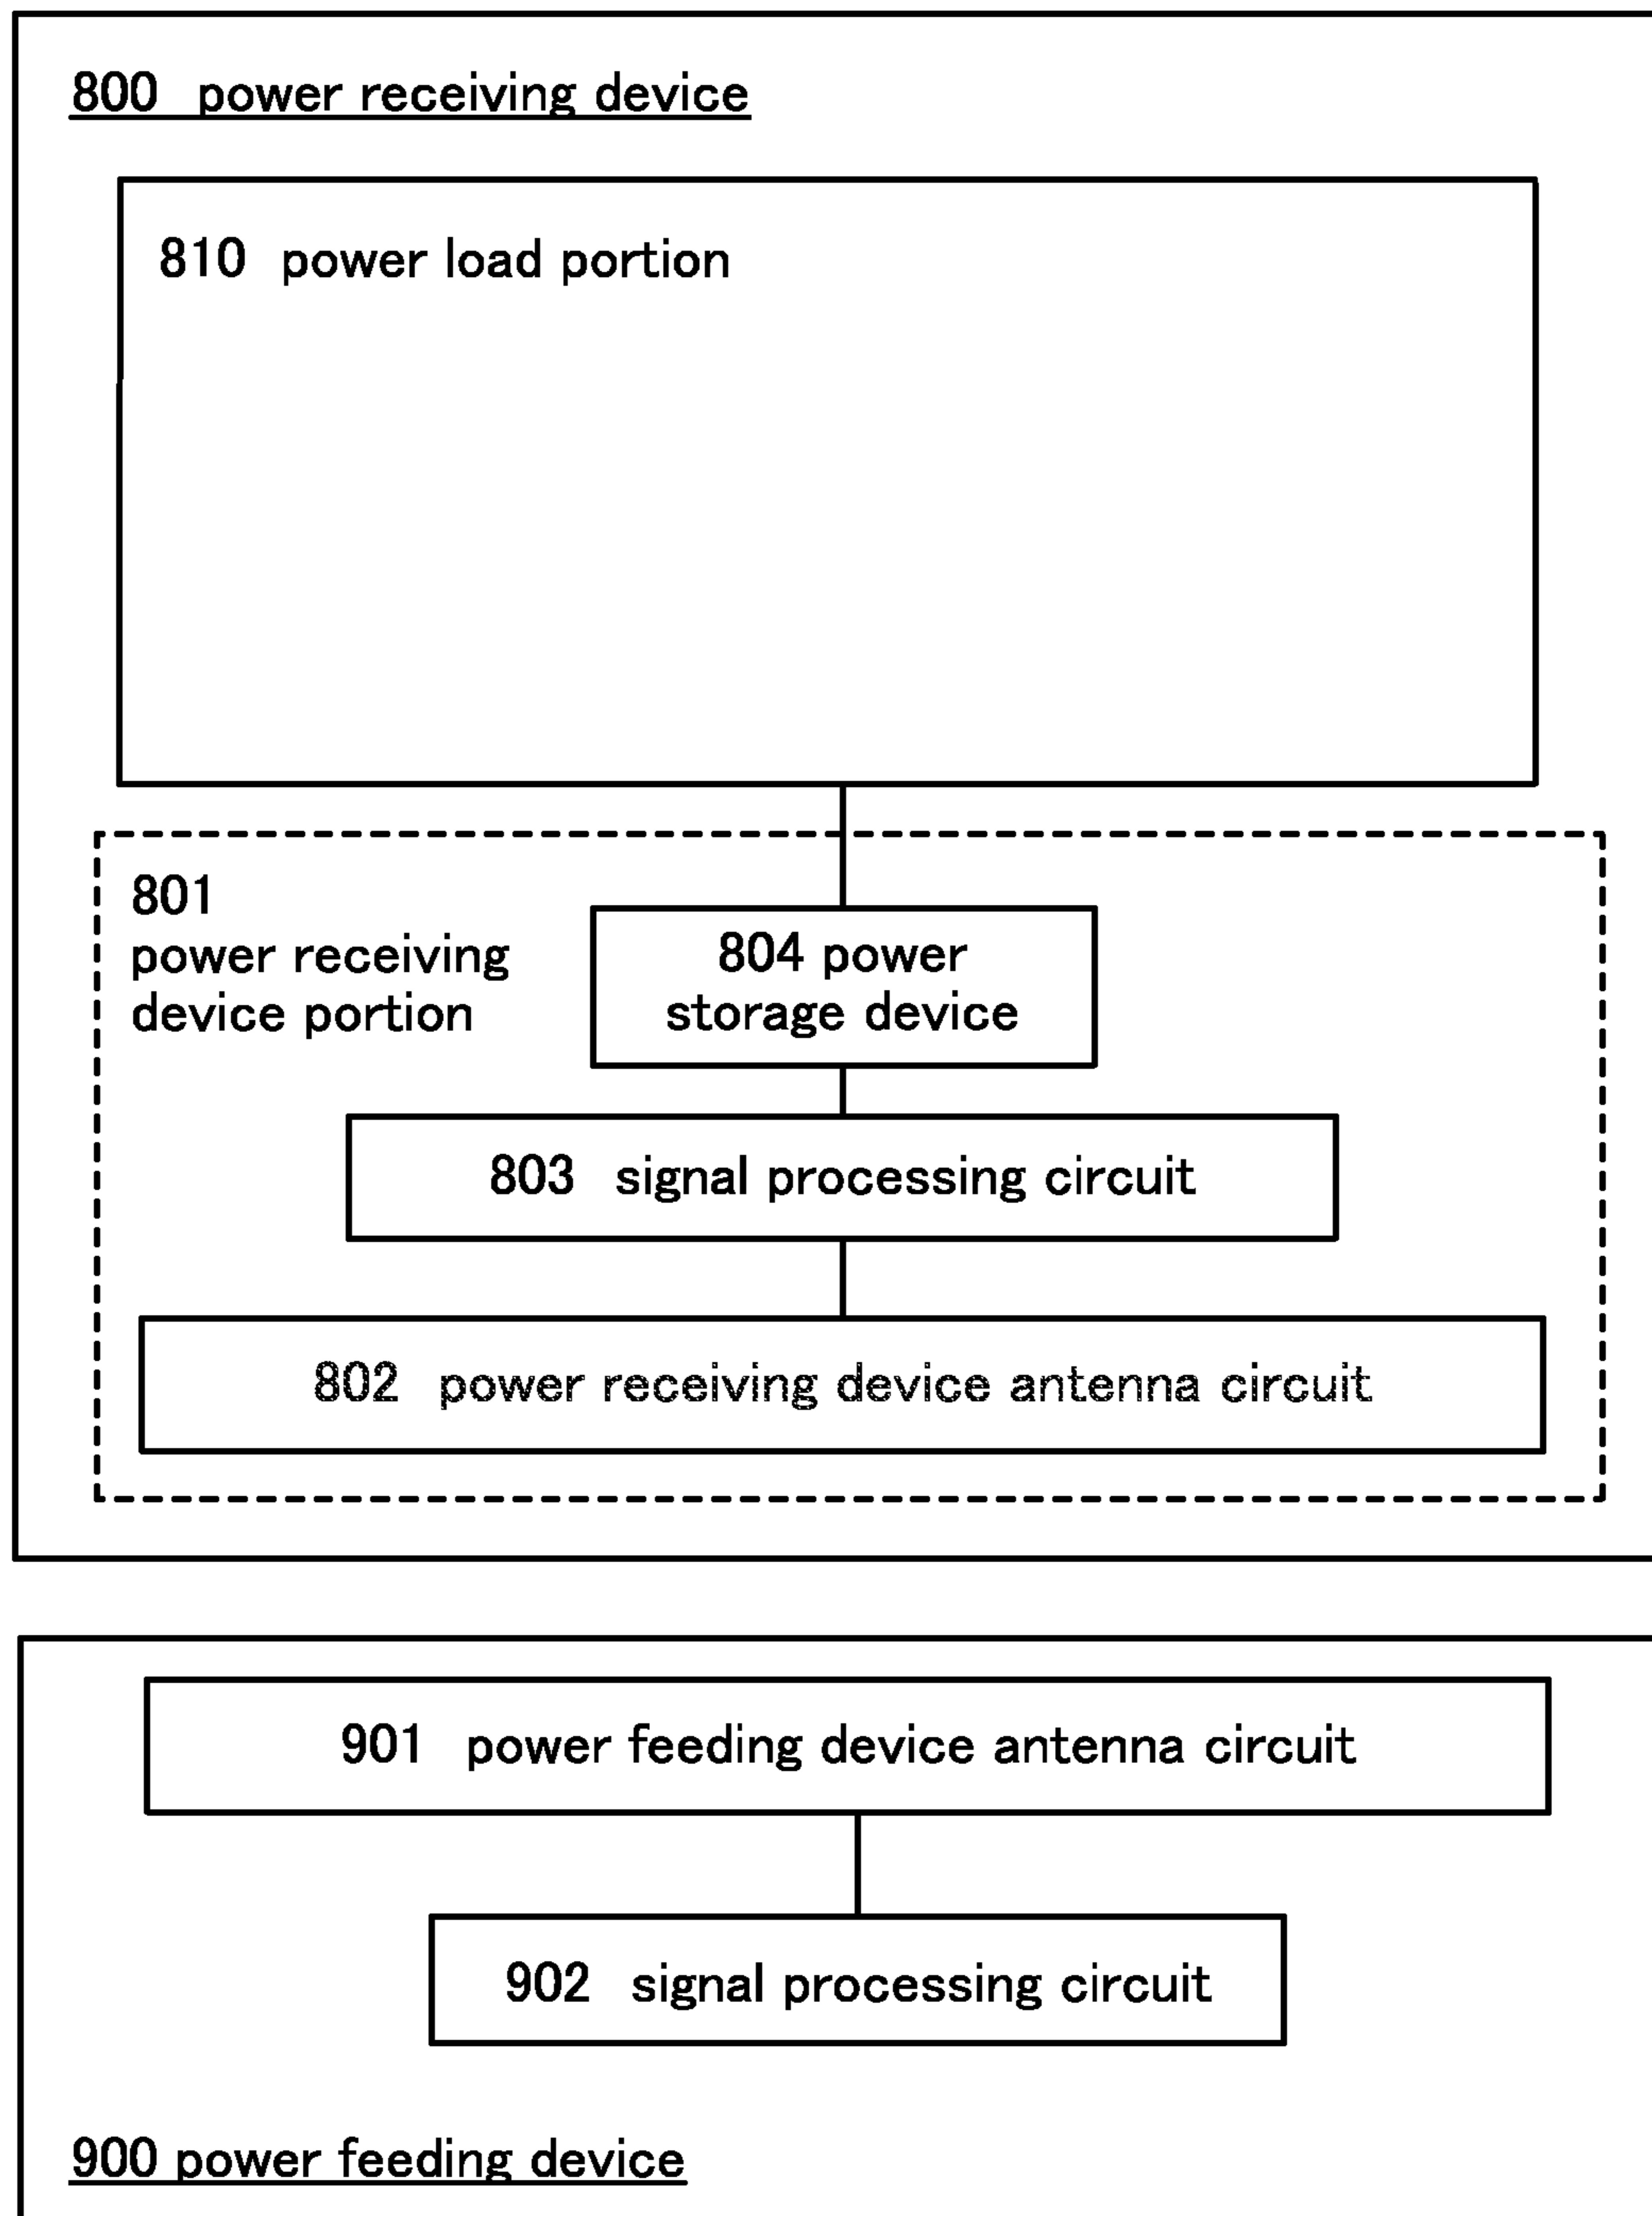 800 power receiving device
810 power load portion
801
power receiving
device portion
804 power
storage device
803 signal processing circuit
802 power receiving device antenna circuit
901 power feeding device antenna circuit
902 signal processing circuit
900 power feeding device